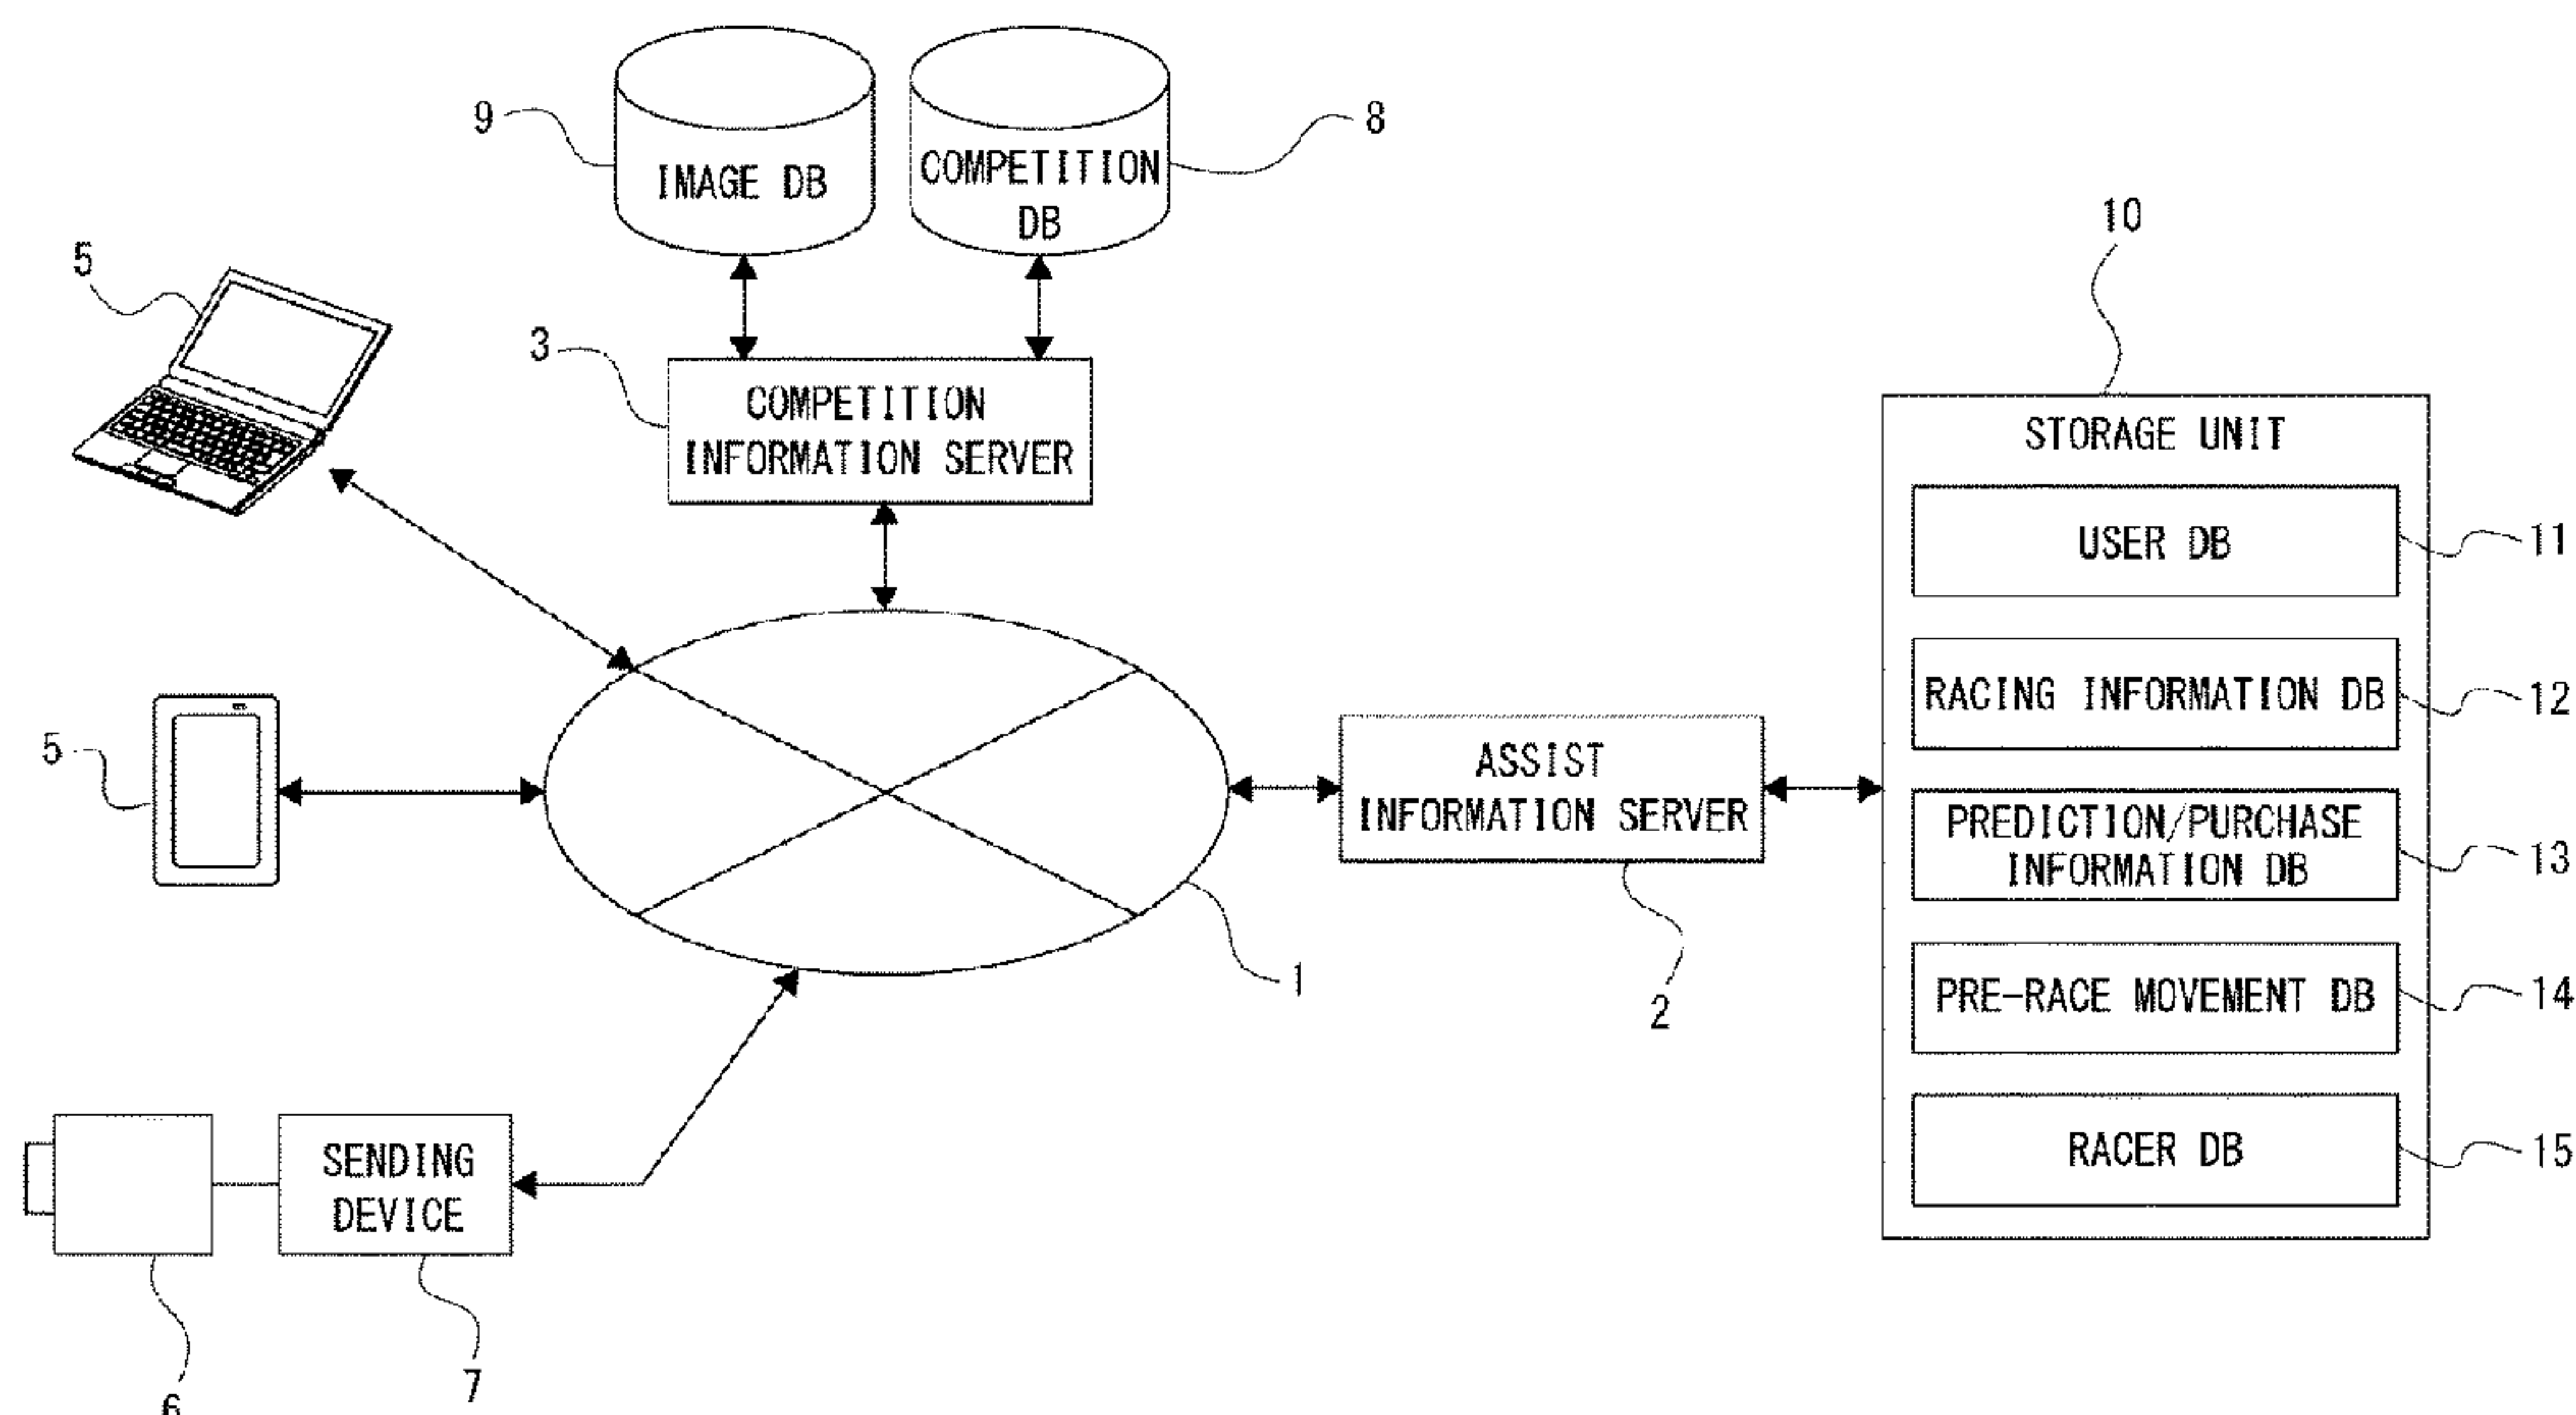 9
IMAGE DB
COMPETITION
DB
8
5
3
COMPETITION
INFORMATION SERVER
10
STORAGE UNIT
USER DB
11
RACING INFORMATION DB
12
PREDICTION/PURCHASE
INFORMATION DB
13
PRE-RACE MOVEMENT DB
14
RACER DB
15
5
ASSIST
INFORMATION SERVER
2
1
SENDING
DEVICE
6
7